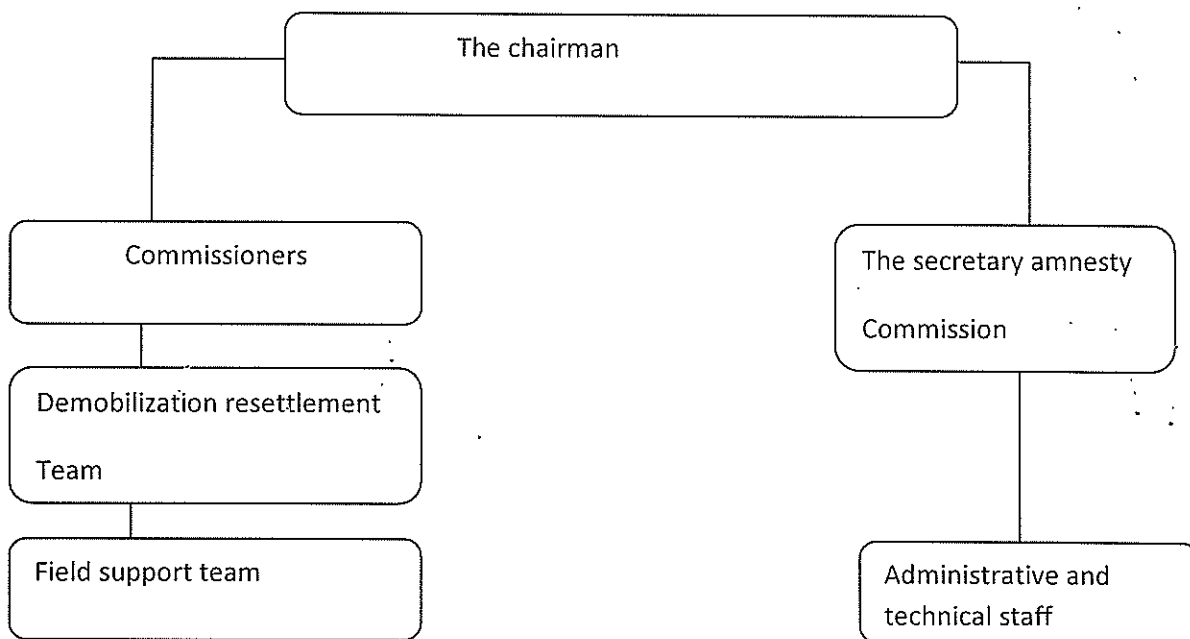 The chairman
Commissioners
The secretary amnesty
Commission
Demobilization resettlement
Team
Field support team
Administrative and
technical staff